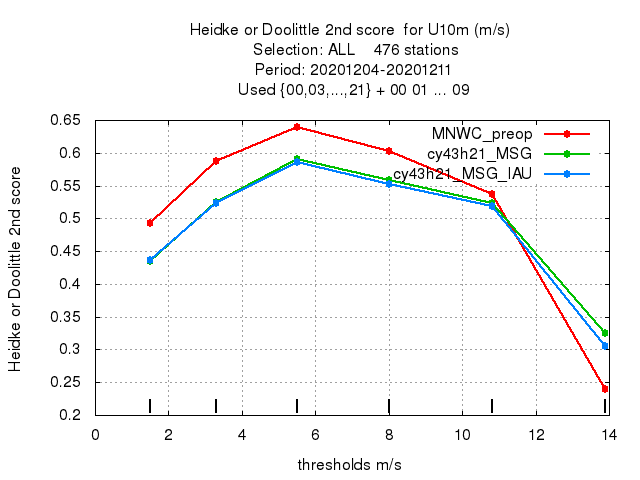 Heidke or Doolittle 2nd score  for U10m (m/s)
Selection: ALL    476 stations
Period: 20201204-20201211
Used {00,03,...,21} + 00 01 ... 09
MNWC_preop
cy43h21_MSG
cy43h21_MSG_IAU
Heidke or Doolittle 2nd score
0.65
0.6
0.55
0.5
0.45
0.4
0.35
0.3
0.25
0.2
0 2 4 6 8 10 12 14
thresholds m/s